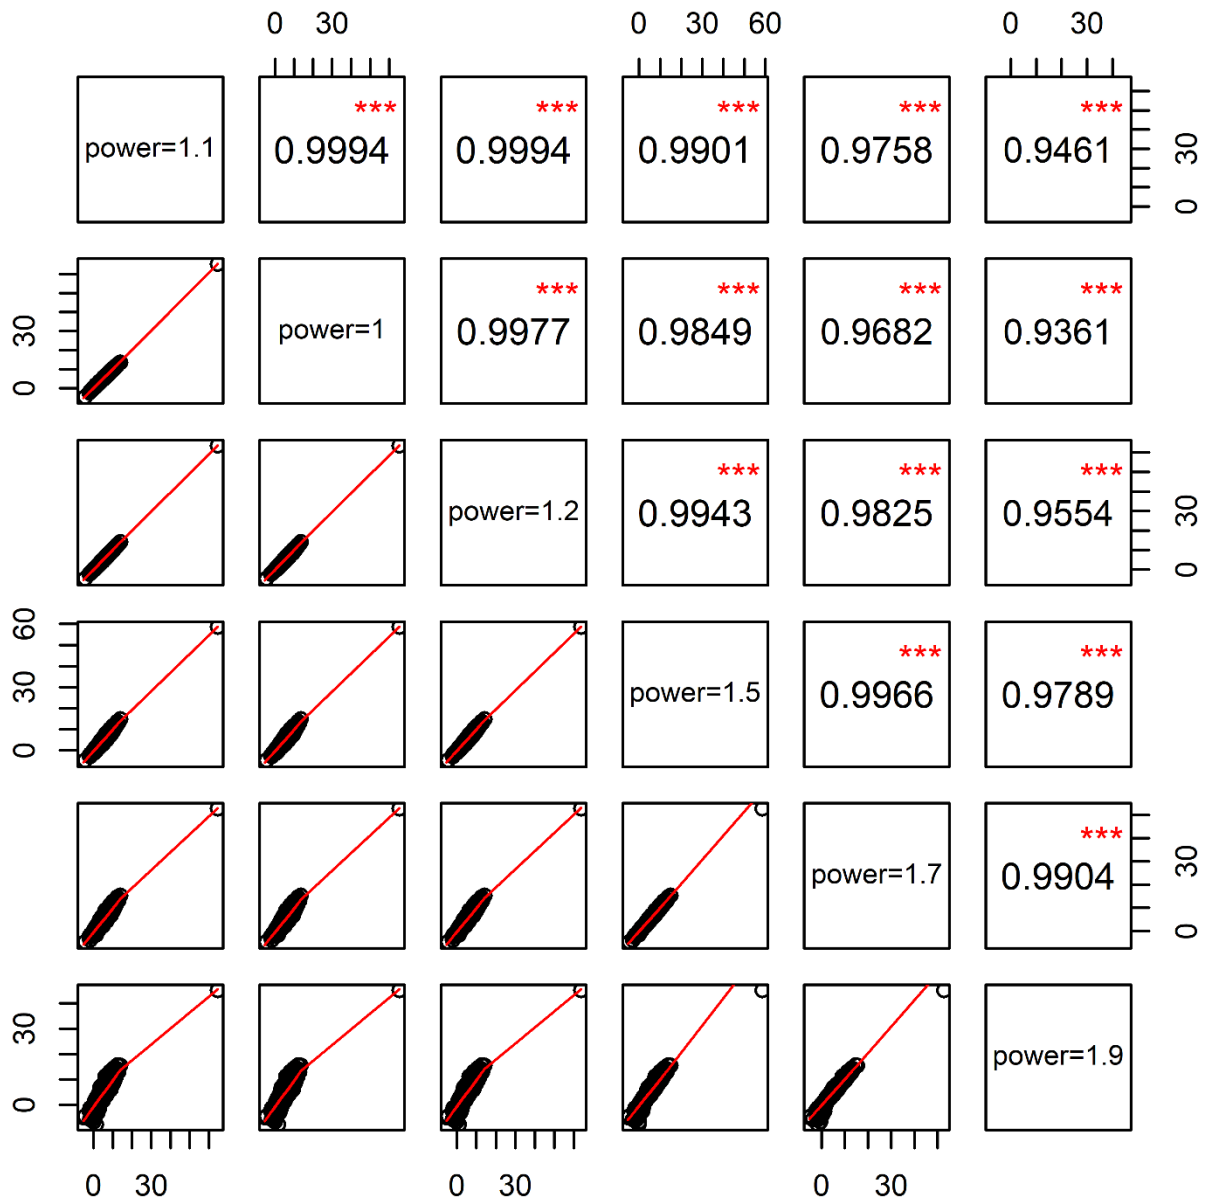 0 30 0 30 60 0 30
power=1.1 *** 0.9994 *** 0.9994 *** 0.9901 *** 0.9758 *** 0.9461 0 30
0 30 power=1 *** 0.9977 *** 0.9849 *** 0.9682 *** 0.9361
power=1.2 *** 0.9943 *** 0.9825 *** 0.9554 0 30
0 30 60 power=1.5 *** 0.9966 *** 0.9789
power=1.7 *** 0.9904 0 30
0 30 power=1.9
0 30 0 30 0 30